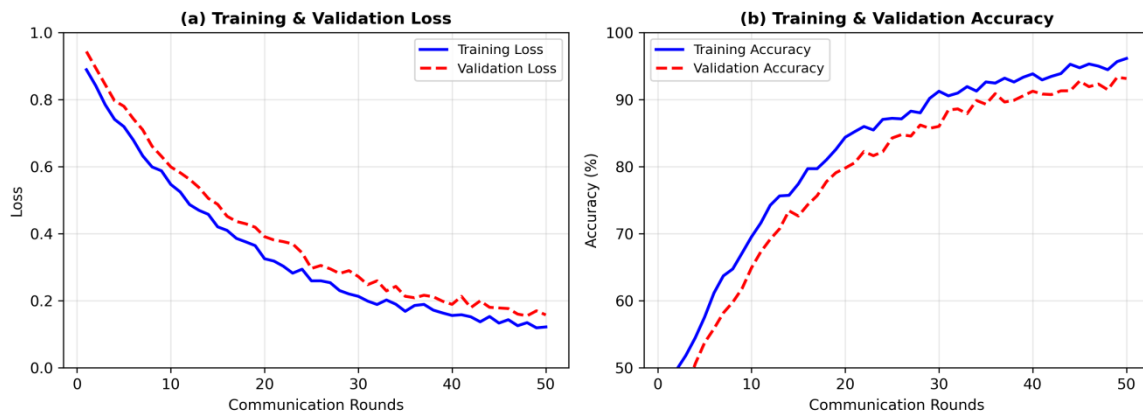 (a) Training & Validation Loss
1.0
0.8
0.6
0.4
0.2
0.0
Loss
Training Loss
Validation Loss
0 10 20 30 40 50
Communication Rounds
(b) Training & Validation Accuracy
100
90
80
70
60
50
Accuracy (%)
Training Accuracy
Validation Accuracy
0 10 20 30 40 50
Communication Rounds